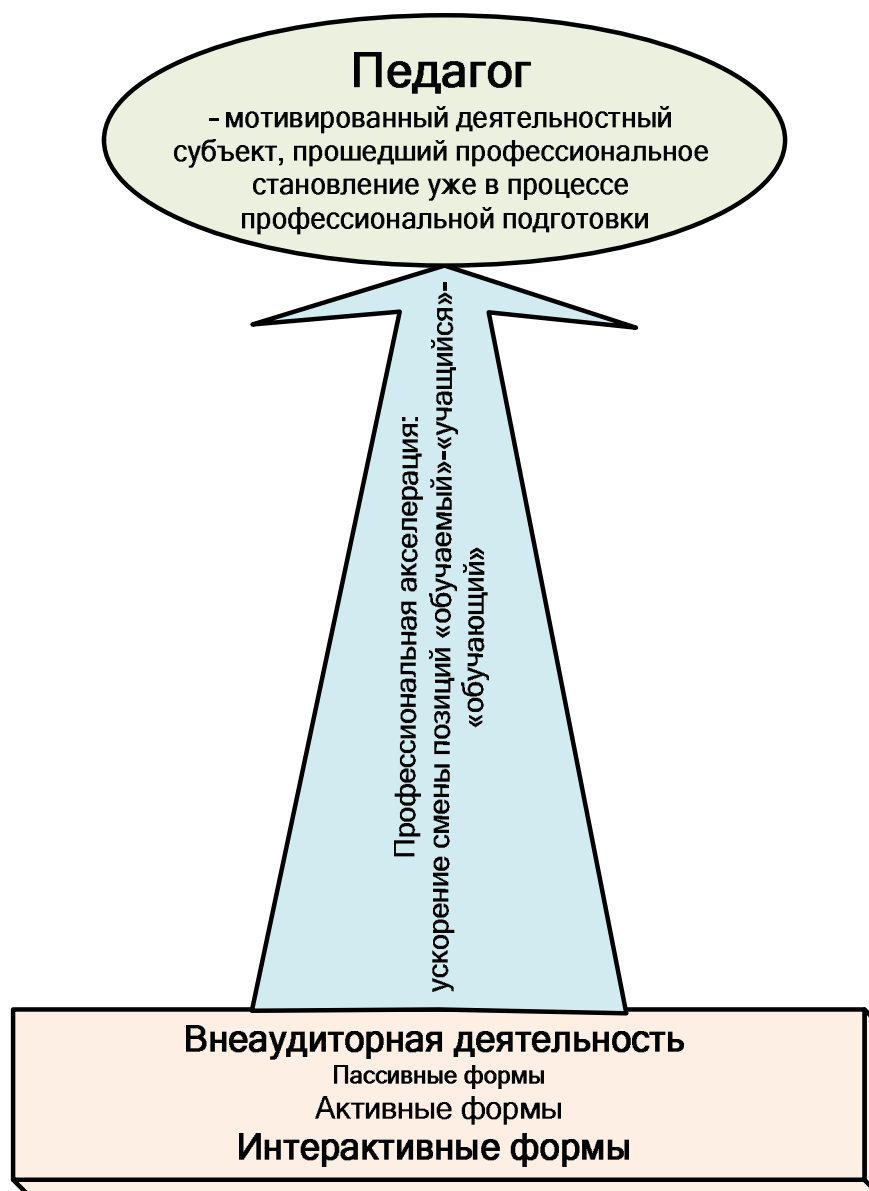 Педагог
- мотивированный деятельностный
субъект, прошедший профессиональное
становление уже в процессе
профессиональной подготовки
Профессиональная акселерация:
ускорение смены позиций «обучаемый»-«учащийся»-
«обучающий»
Внеаудиторная деятельность
Пассивные формы
Активные формы
Интерактивные формы